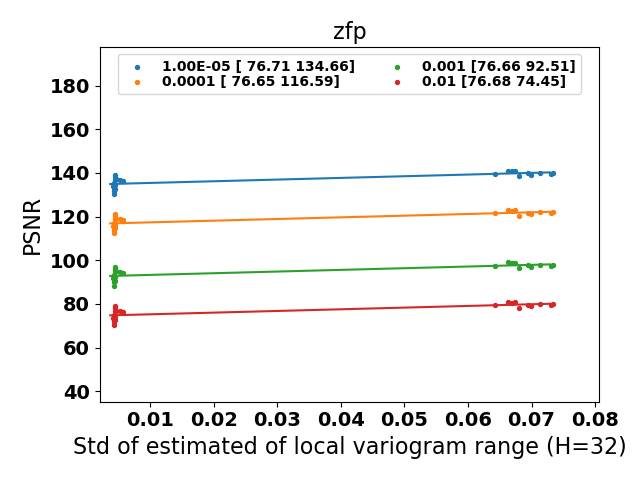 zfp
1.00E-05 [ 76.71 134.66]
0.0001 [ 76.65 116.59]
0.001 [76.66 92.51]
0.01 [76.68 74.45]
180
160
140
120
100
80
60
40
PSNR
0.01 0.02 0.03 0.04 0.05 0.06 0.07 0.08
Std of estimated of local variogram range (H=32)